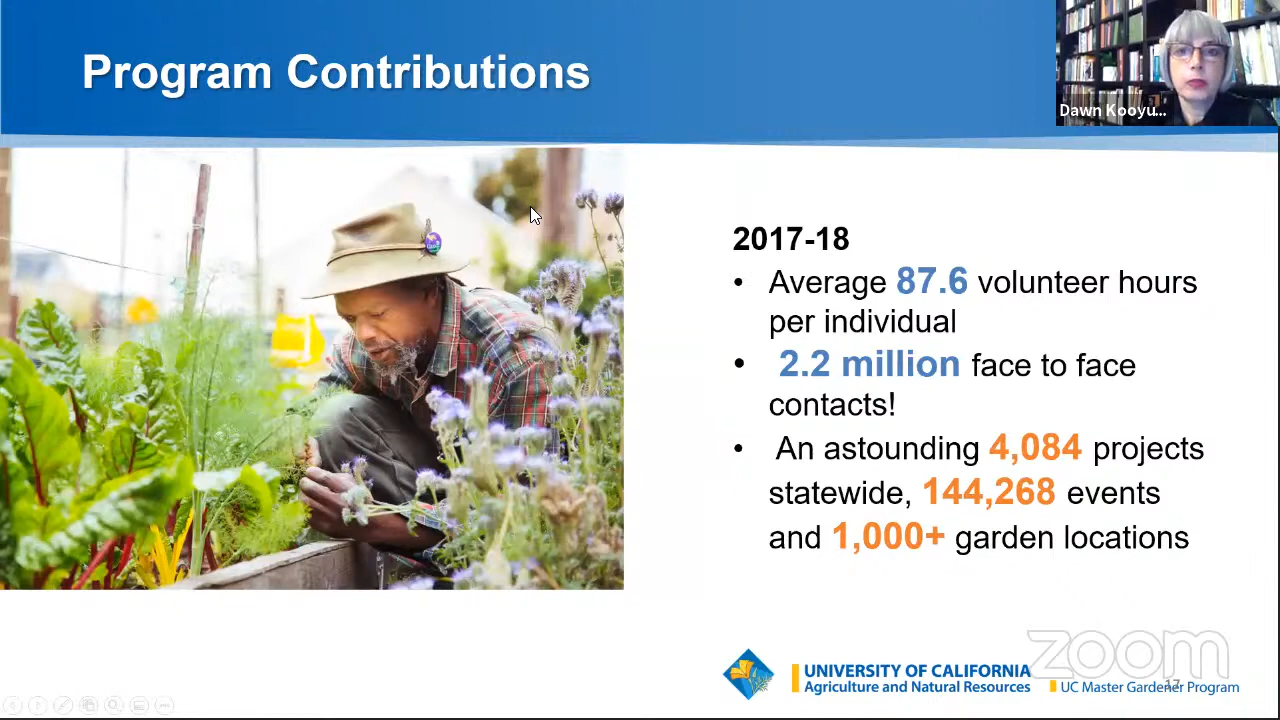 Program Contributions
Dawn Kooyu...
2017-18
• Average 87.6 volunteer hours
per individual
• 2.2 million face to face
contacts!
• An astounding 4,084 projects
statewide, 144,268 events
and 1,000+ garden locations
zoom
UNIVERSITY OF CALIFORNIA
Agriculture and Natural Resources
UC Master Gardener Program
17